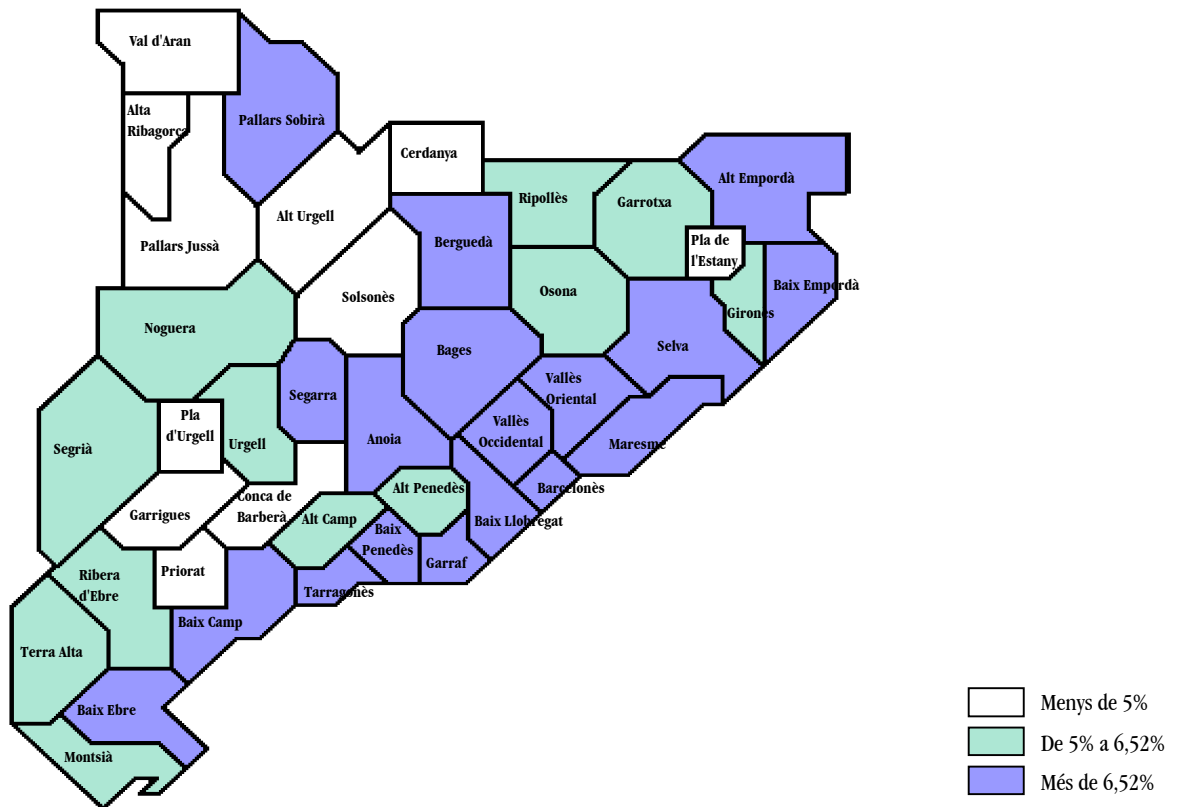 Val d'Aran
Alta
Ribagorça
Pallars Sobirà
Cerdanya
Alt Empordà
Ripollès
Garrotxa
Alt Urgell
Pallars Jussà
Berguedà
Pla de
l'Estany
Baix Empordà
Osona
Solsonès
Gironès
Noguera
Selva
Bages
Vallès
Oriental
Segarra
Pla
d'Urgell
Vallès
Occidental
Anoia
Urgell
Maresme
Segrià
Barcelonès
Alt Penedès
Conca de
Barberà
Garrigues
Alt Camp
Baix Llobregat
Baix
Penedès
Garraf
Priorat
Ribera
d'Ebre
Tarragonès
Baix Camp
Terra Alta
Baix Ebre
Montsià
Menys de 5%
De 5% a 6,52%
Més de 6,52%